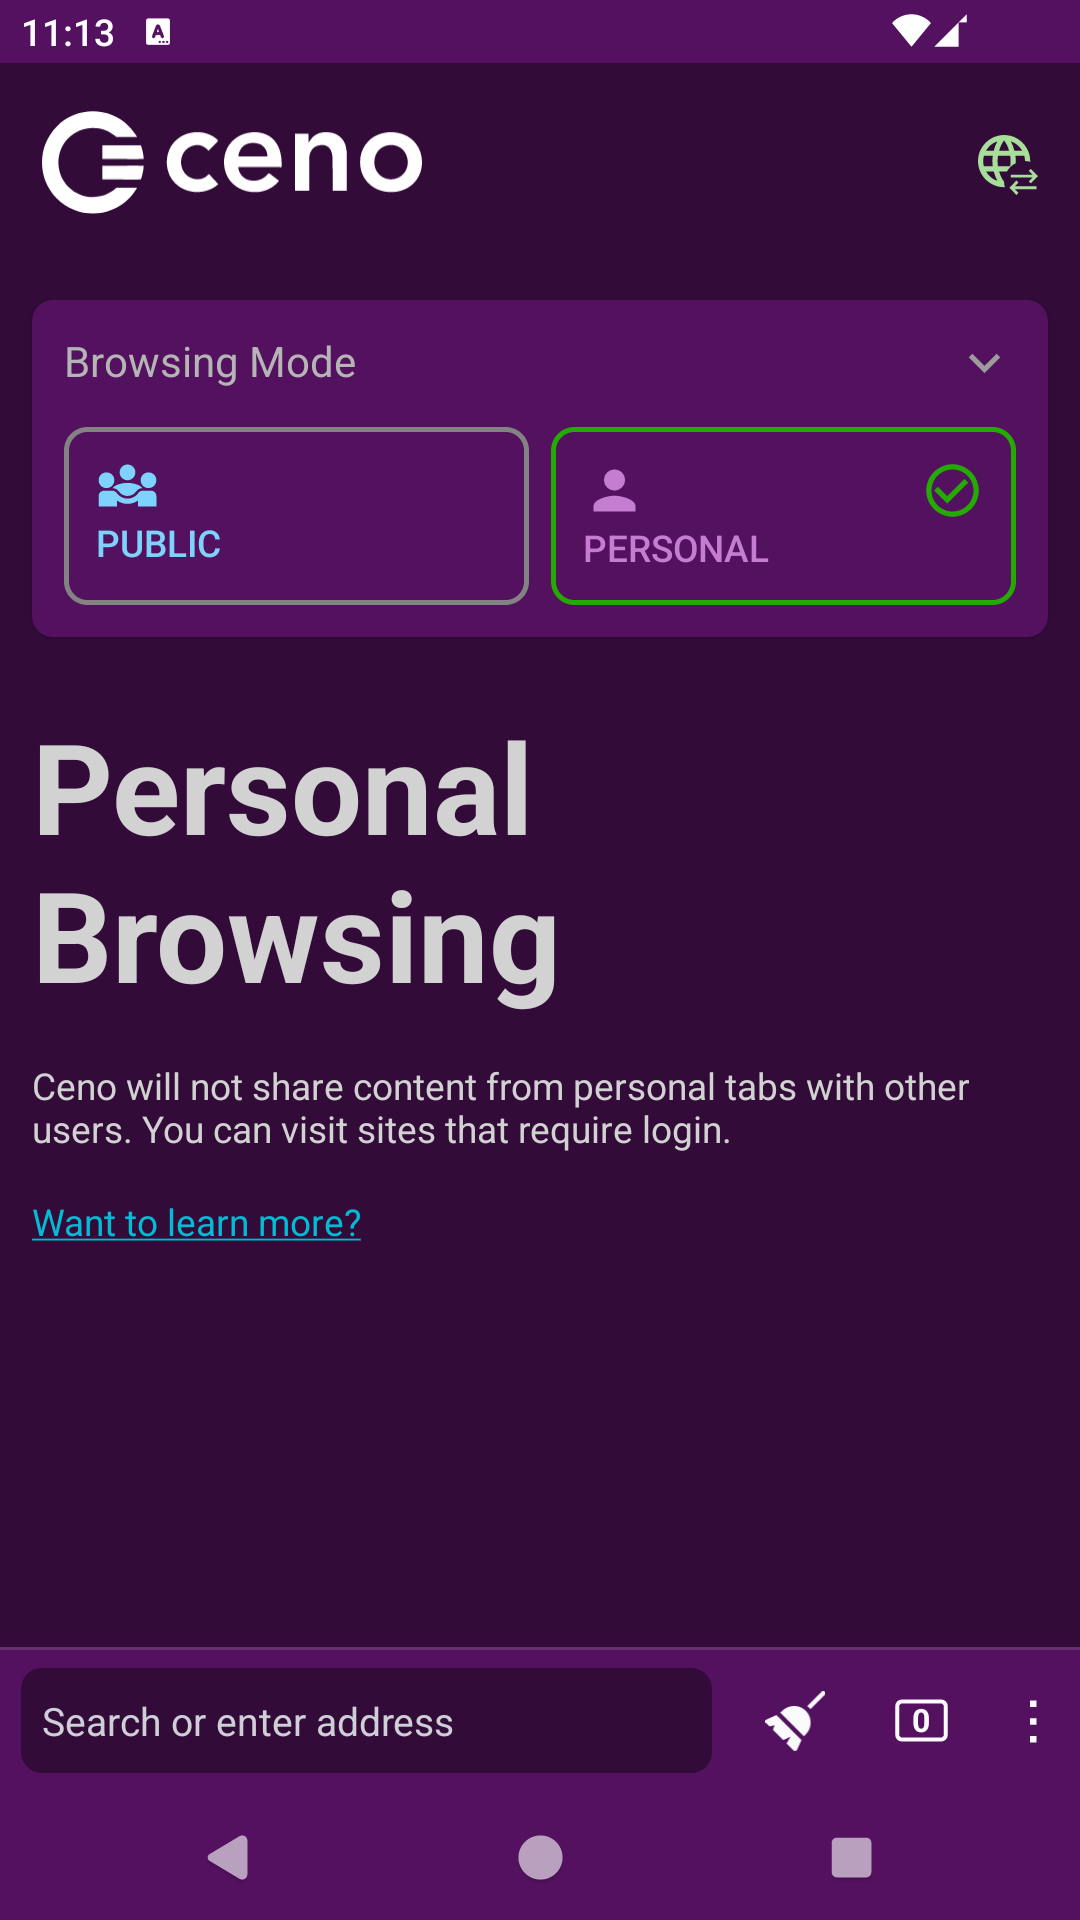 11:13
ceno
Browsing Mode
PUBLIC
PERSONAL
Personal
Browsing
Ceno will not share content from personal tabs with other
users. You can visit sites that require login.
Want to learn more?
Search or enter address
0